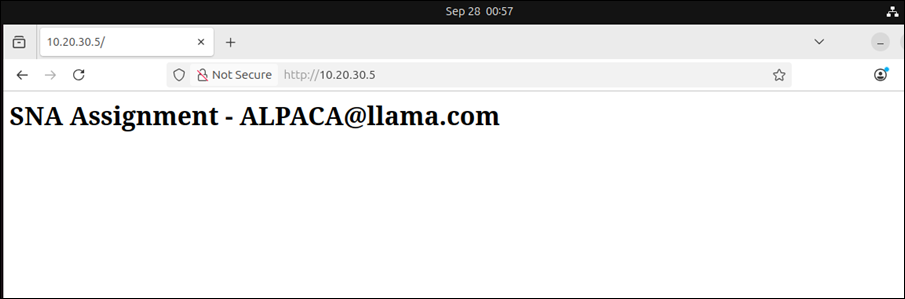 Sep 28 00:57
10.20.30.5/
Not Secure http://10.20.30.5
SNA Assignment - ALPACA@llama.com